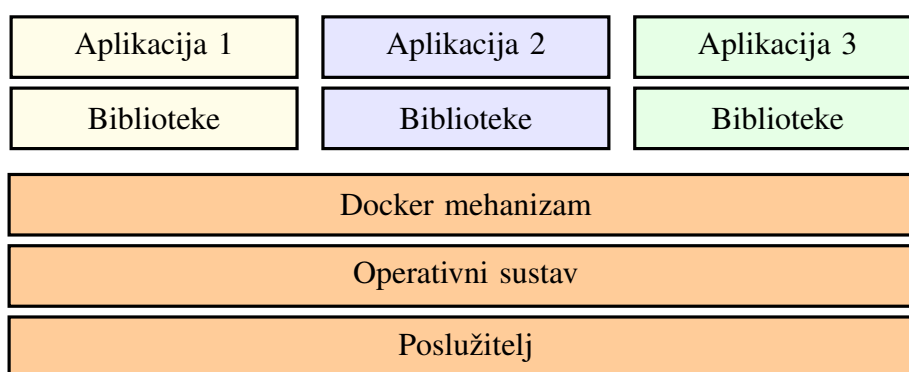 Aplikacija 1
Aplikacija 2
Aplikacija 3
Biblioteke
Biblioteke
Biblioteke
Docker mehanizam
Operativni sustav
Poslužitelj